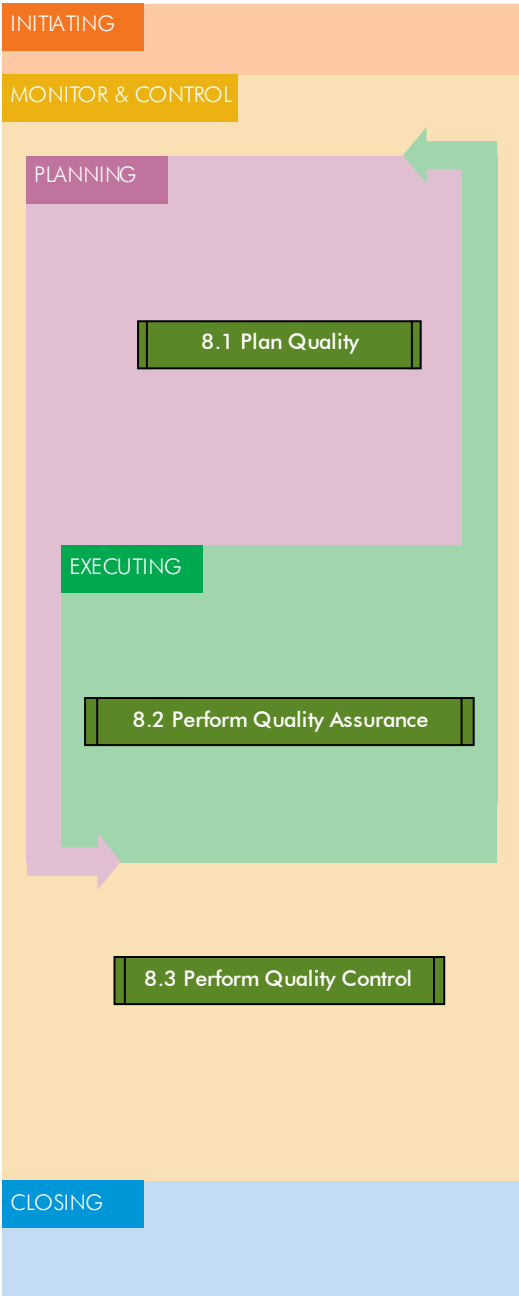 INITIATING
MONITOR & CONTROL
PLANNING
8.1 Plan Quality
EXECUTING
8.2 Perform Quality Assurance
8.3 Perform Quality Control
CLOSING